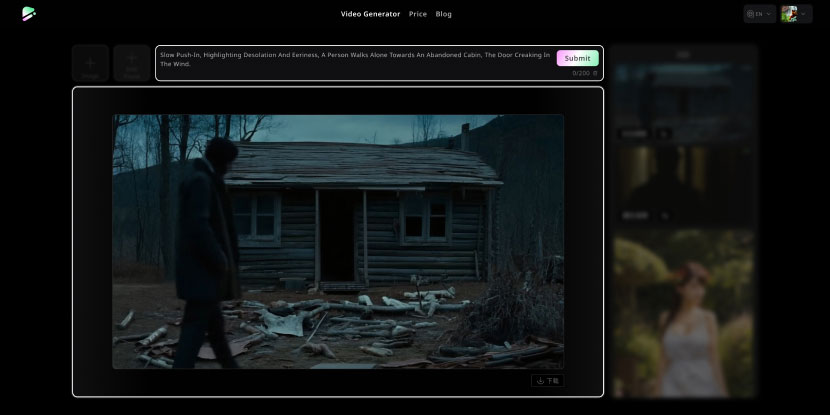 Video Generator Price Blog
EN
Slow Push-In, Highlighting Desolation And Eeriness, A Person Walks Alone Towards An Abandoned Cabin, The Door Creaking In
The Wind.
Submit
0/200
Image
下载